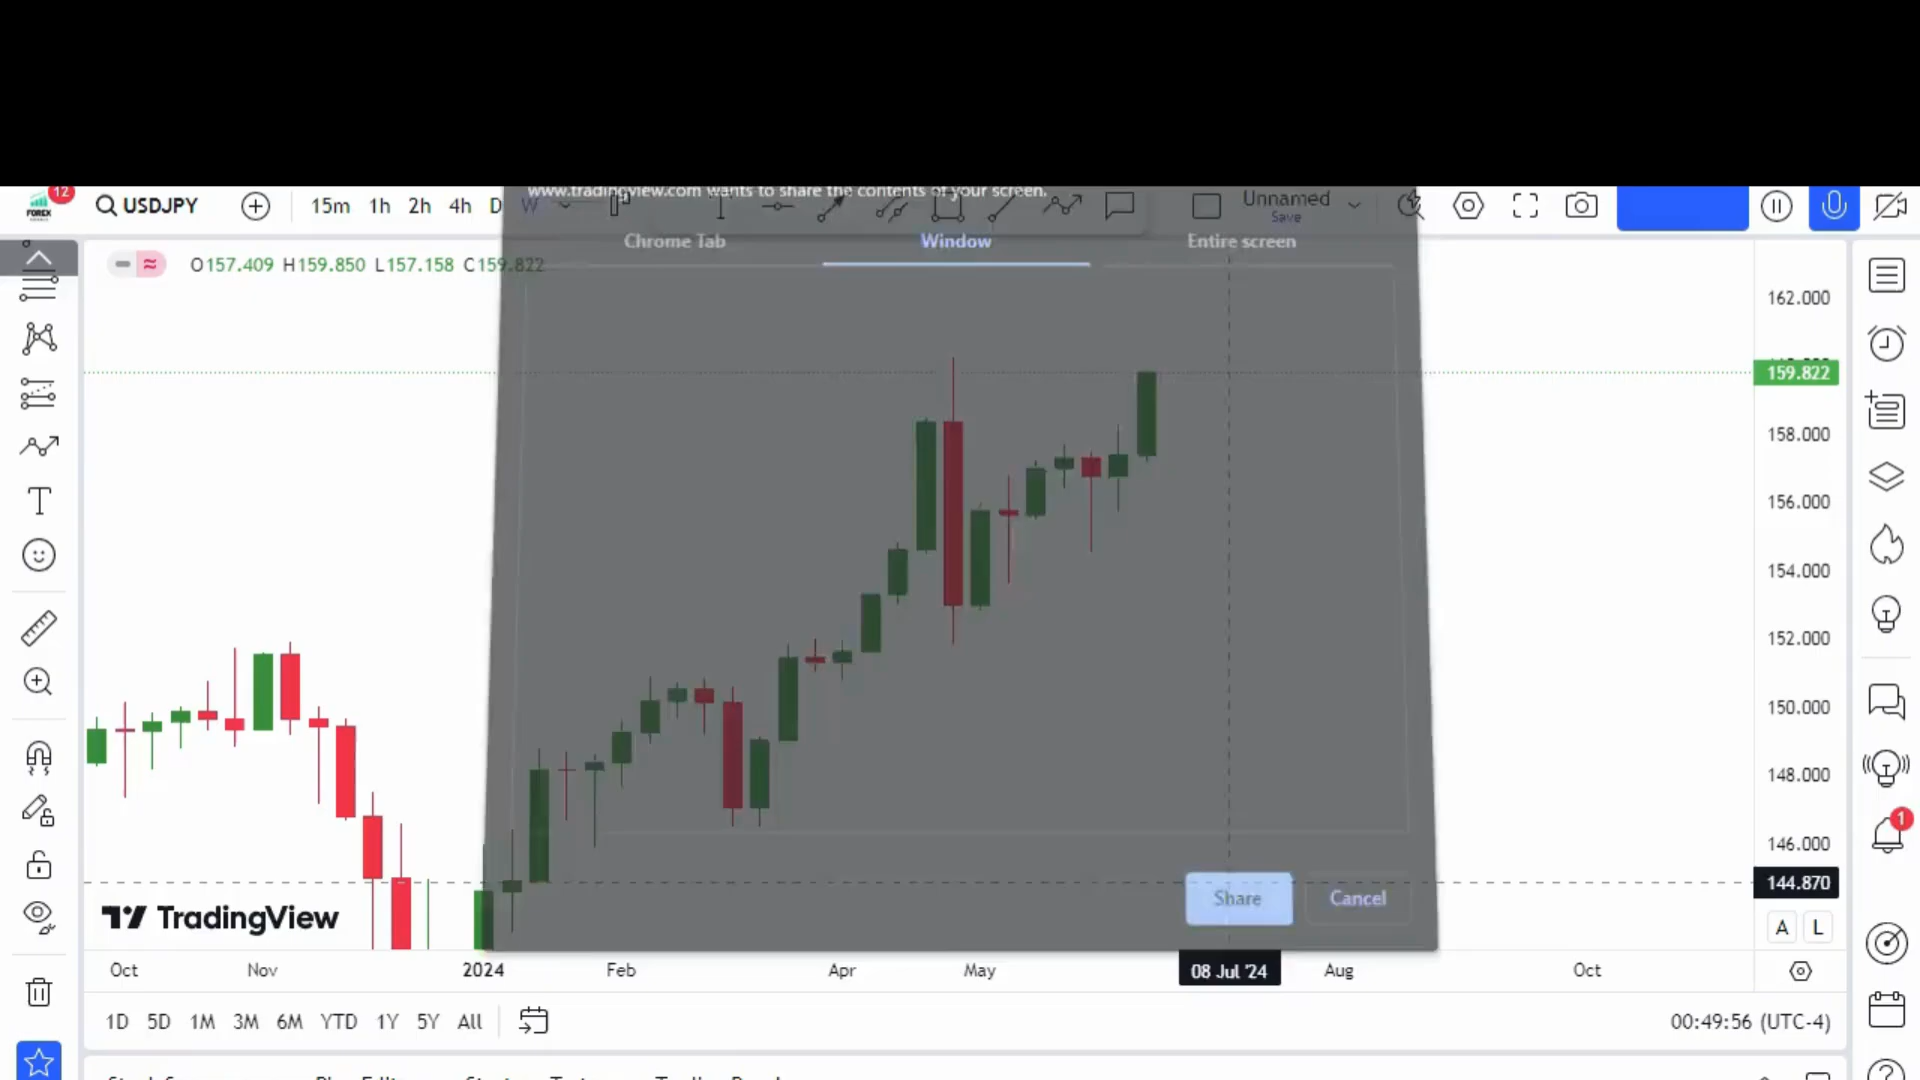 12
FOREX
USDJPY
15m 1h 2h 4h D W
www.tradingview.com wants to share the contents of your screen.
Unnamed
Save
Chrome Tab Window Entire screen
O157.409 H159.850 L157.158 C159.822
162.000
159.822
158.000
156.000
154.000
152.000
150.000
148.000
146.000
144.870
1
Share Cancel
TradingView
A L
Oct Nov 2024 Feb Apr May 08 Jul '24 Aug Oct
1D 5D 1M 3M 6M YTD 1Y 5Y All
00:49:56 (UTC-4)